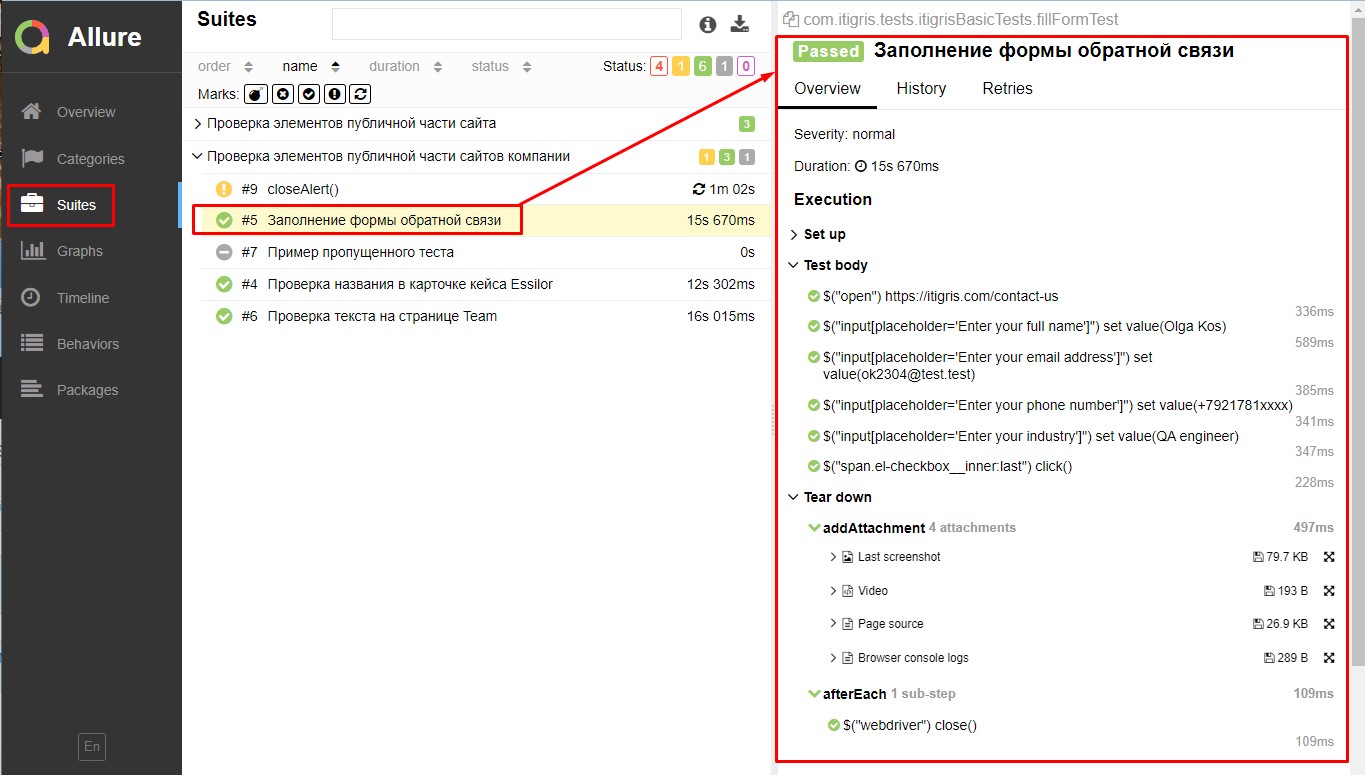 Allure
Overview
Categories
Suites
Graphs
Timeline
Behaviors
Packages
En
Suites
order name duration status Status: 4 1 6 1 0
Marks:
Проверка элементов публичной части сайта 3
Проверка элементов публичной части сайтов компании 1 3 1
#9 closeAlert() 1m 02s
#5 Заполнение формы обратной связи 15s 670ms
#7 Пример пропущенного теста 0s
#4 Проверка названия в карточке кейса Essilor 12s 302ms
#6 Проверка текста на странице Team 16s 015ms
com.itigris.tests.itigrisBasicTests.fillFormTest
Passed Заполнение формы обратной связи
Overview History Retries
Severity: normal
Duration: 15s 670ms
Execution
Set up
Test body
$("open") https://itigris.com/contact-us
336ms
$("input[placeholder='Enter your full name']") set value(Olga Kos)
589ms
$("input[placeholder='Enter your email address']") set
value(ok2304@test.test)
385ms
$("input[placeholder='Enter your phone number']") set value(+7921781xxxx)
341ms
$("input[placeholder='Enter your industry']") set value(QA engineer)
347ms
$("span.el-checkbox__inner:last") click()
228ms
Tear down
addAttachment 4 attachments 497ms
Last screenshot 79.7 KB
Video 193 B
Page source 26.9 KB
Browser console logs 289 B
afterEach 1 sub-step 109ms
$("webdriver") close()
109ms